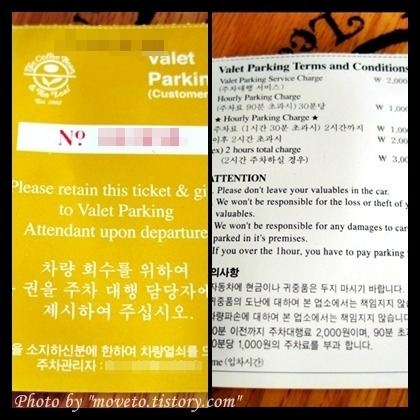 The Coffee Bean
& Tea Leaf
Est. 1963
valet
Parkin
(Customer
No
Please retain this ticket & gi
to Valet Parking
Attendant upon departure
차량 회수를 위하여
권을 주차 대행 담당자에
제시하여 주십시오.
을 소지하신분에 한하여 차량열쇠를 드
주차관리자 :
Valet Parking Terms and Conditions
Valet Parking Service Charge ₩ 2,00
(주차대행 서비스)
Hourly Parking Charge
(주차료 90분 초과시) 30분당 ₩ 1,00
★ Hourly Parking Charge ★
주차료 (1시간 30분 초과시) 2시간까지 ₩ 1,00
이후 2시간 초과 ₩ 2,00
ex) 2 hours total charge
(2시간 주차하실 경우) ₩ 3,00
ATTENTION
Please don't leave your valuables in the car.
We won't be responsible for the loss or theft of y
valuables.
We won't be responsible for any damages to car
parked in it's premises.
If you over the 1hour, you have to pay parking
의사항
자동차에 현금이나 귀중품은 두지 마시기 바랍니다.
귀중품의 도난에 대하여 본 업소에서는 책임지지 않습
차량파손에 대하여 본 업소에서는 책임지지 않습니다
90분 이전까지 주차대행료 2,000원이며, 90분 초고
분당 ₩ 1,000원의 주차료를 부과 합니다.
me (입차시간)
Photo by "moveto.tistory.com"